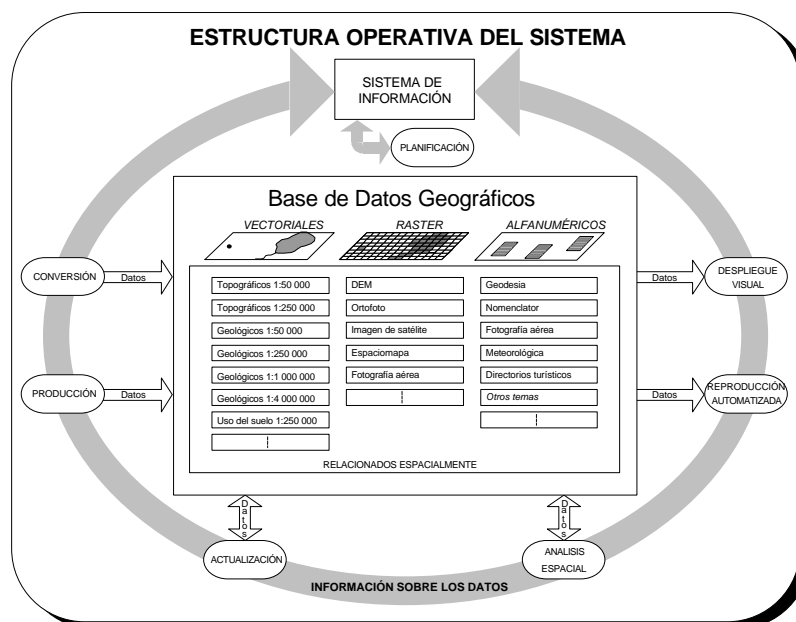 ESTRUCTURA OPERATIVA DEL SISTEMA
SISTEMA DE
INFORMACIÓN
PLANIFICACIÓN
Base de Datos Geográficos
VECTORIALES
RASTER
ALFANUMÉRICOS
CONVERSIÓN
Datos
PRODUCCIÓN
Datos
Topográficos 1:50 000
Topográficos 1:250 000
Geológicos 1:50 000
Geológicos 1:250 000
Geológicos 1:1 000 000
Geológicos 1:4 000 000
Uso del suelo 1:250 000
DEM
Ortofoto
Imagen de satélite
Espaciomapa
Fotografía aérea
Geodesia
Nomenclator
Fotografía aérea
Meteorológica
Directorios turísticos
Otros temas
RELACIONADOS ESPACIALMENTE
Datos
DESPLIEGUE
VISUAL
Datos
REPRODUCCIÓN
AUTOMATIZADA
Datos
ACTUALIZACIÓN
Datos
ANALISIS
ESPACIAL
INFORMACIÓN SOBRE LOS DATOS